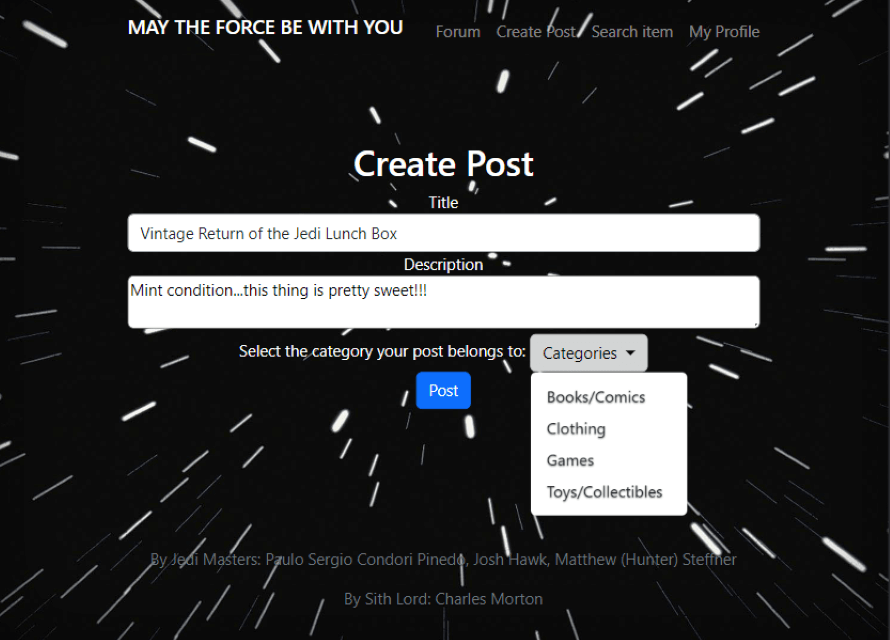 MAY THE FORCE BE WITH YOU Forum Create Post Search item My Profile
Create Post
Title
Vintage Return of the Jedi Lunch Box
Description
Mint condition...this thing is pretty sweet!!!
Select the category your post belongs to: Categories
Post
Books/Comics
Clothing
Games
Toys/Collectibles
By Jedi Masters: Paulo Sergio Condori Pinedo, Josh Hawk, Matthew (Hunter) Steffner
By Sith Lord: Charles Morton